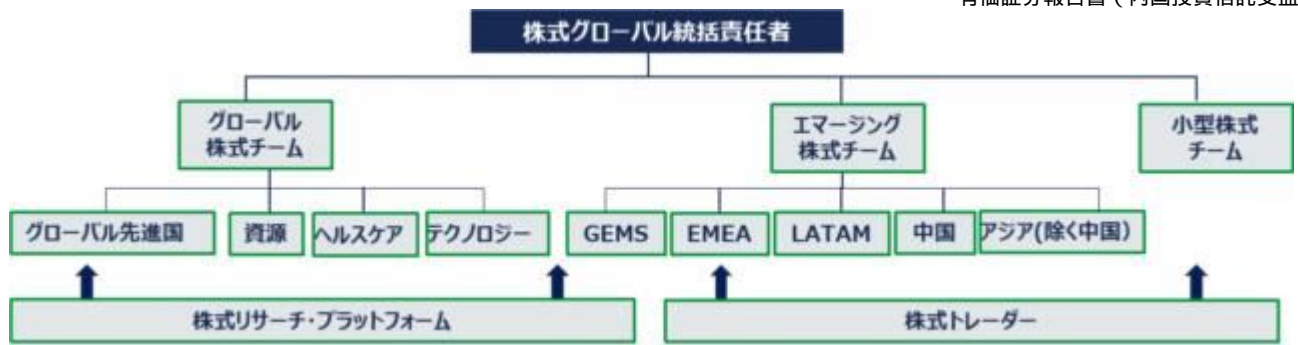 株式グローバル統括責任者
グローバル
株式チーム
エマージング
株式チーム
小型株式
チーム
グローバル先進国
資源
ヘルスケア
テクノロジー
GEMS
EMEA
LATAM
中国
アジア(除く中国)
株式リサーチ・プラットフォーム
株式トレーダー